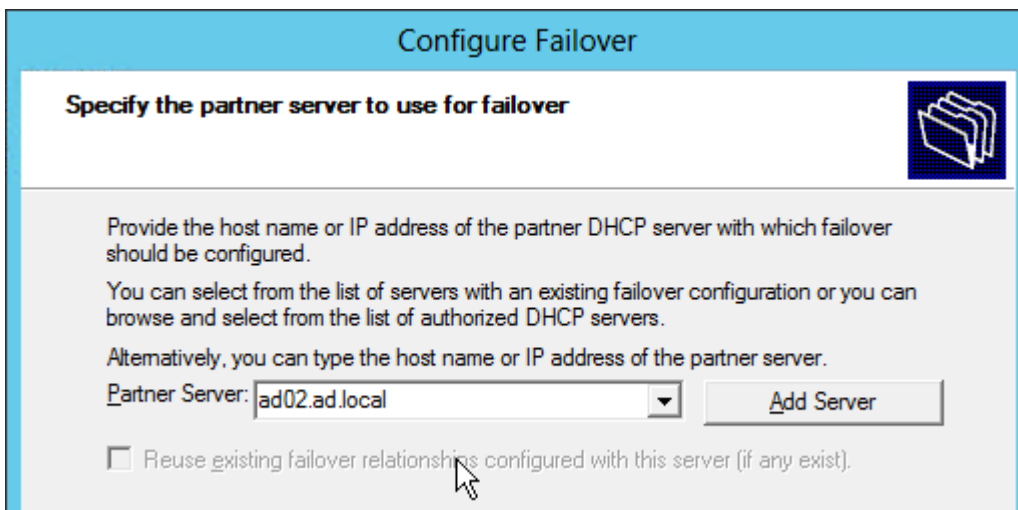 Configure Failover
Specify the partner server to use for failover
Provide the host name or IP address of the partner DHCP server with which failover
should be configured.
You can select from the list of servers with an existing failover configuration or you can
browse and select from the list of authorized DHCP servers.
Alternatively, you can type the host name or IP address of the partner server.
Partner Server: ad02.ad.local Add Server
Reuse existing failover relationships configured with this server (if any exist).